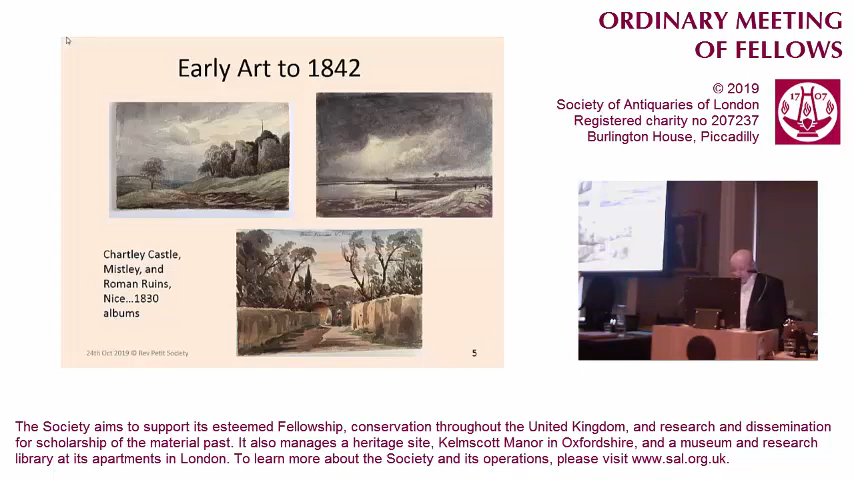 ORDINARY MEETING
OF FELLOWS
© 2019
Society of Antiquaries of London
Registered charity no 207237
Burlington House, Piccadilly
17 07
Early Art to 1842
Chartley Castle,
Mistley, and
Roman Ruins,
Nice...1830
albums
24th Oct 2019 © Rev Petit Society
5
The Society aims to support its esteemed Fellowship, conservation throughout the United Kingdom, and research and dissemination
for scholarship of the material past. It also manages a heritage site, Kelmscott Manor in Oxfordshire, and a museum and research
library at its apartments in London. To learn more about the Society and its operations, please visit www.sal.org.uk.